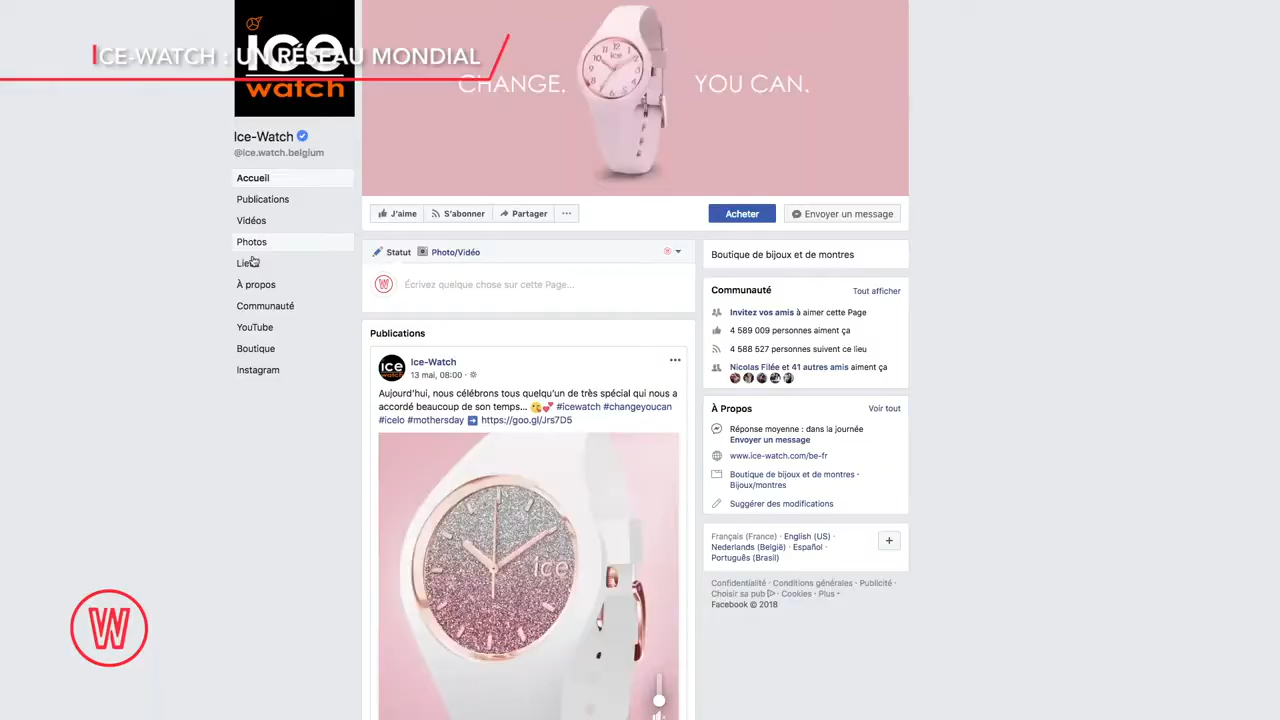 ICE-WATCH : UN RÉSEAU MONDIAL
ice
watch
CHANGE.
YOU CAN.
ice
Ice-Watch
@ice.watch.belgium
Accueil
Publications
Vidéos
Photos
À propos
Communauté
YouTube
Boutique
Instagram
J'aime
S'abonner
Partager
Acheter
Envoyer un message
Statut
Photo/Vidéo
Écrivez quelque chose sur cette Page...
Publications
ice
watch
Ice-Watch
13 mai, 08:00 ·
Aujourd'hui, nous célébrons tous quelqu'un de très spécial qui nous a
accordé beaucoup de son temps... 😘💕 #icewatch #changeyoucan
#icelo #mothersday ➡️ https://goo.gl/Jrs7D5
ice
Boutique de bijoux et de montres
Communauté
Tout afficher
Invitez vos amis à aimer cette Page
4 589 009 personnes aiment ça
4 588 527 personnes suivent ce lieu
Nicolas Filée et 41 autres amis aiment ça
À Propos
Voir tout
Réponse moyenne : dans la journée
Envoyer un message
www.ice-watch.com/be-fr
Boutique de bijoux et de montres ·
Bijoux/montres
Suggérer des modifications
Français (France) · English (US) ·
Nederlands (België) · Español ·
Português (Brasil)
Confidentialité · Conditions générales · Publicité ·
Choisir sa pub · Cookies · Plus
Facebook © 2018
W